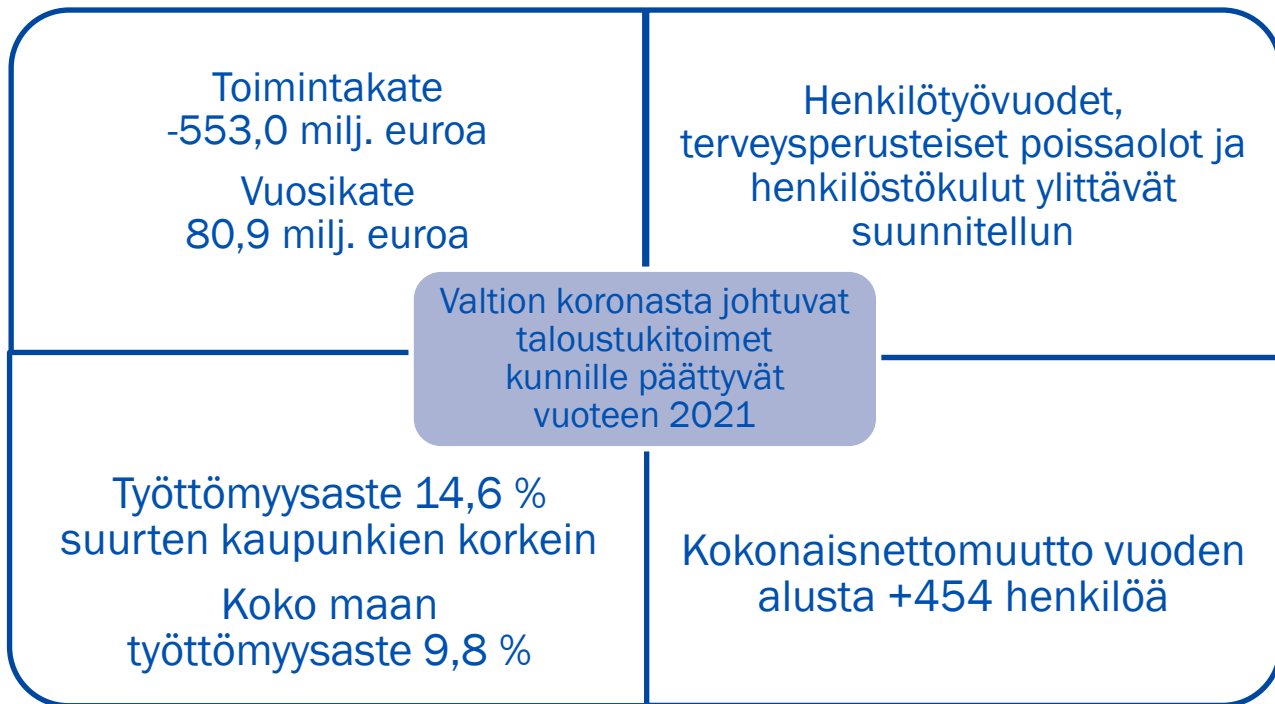 Toimintakate
-553,0 milj. euroa
Vuosikate
80,9 milj. euroa
Henkilötyövuodet,
terveysperusteiset poissaolot ja
henkilöstökulut ylittävät
suunnitellun
Valtion koronasta johtuvat
taloustukitoimet
kunnille päättyvät
vuoteen 2021
Työttömyysaste 14,6 %
suurten kaupunkien korkein
Koko maan
työttömyysaste 9,8 %
Kokonaisnettomuutto vuoden
alusta +454 henkilöä